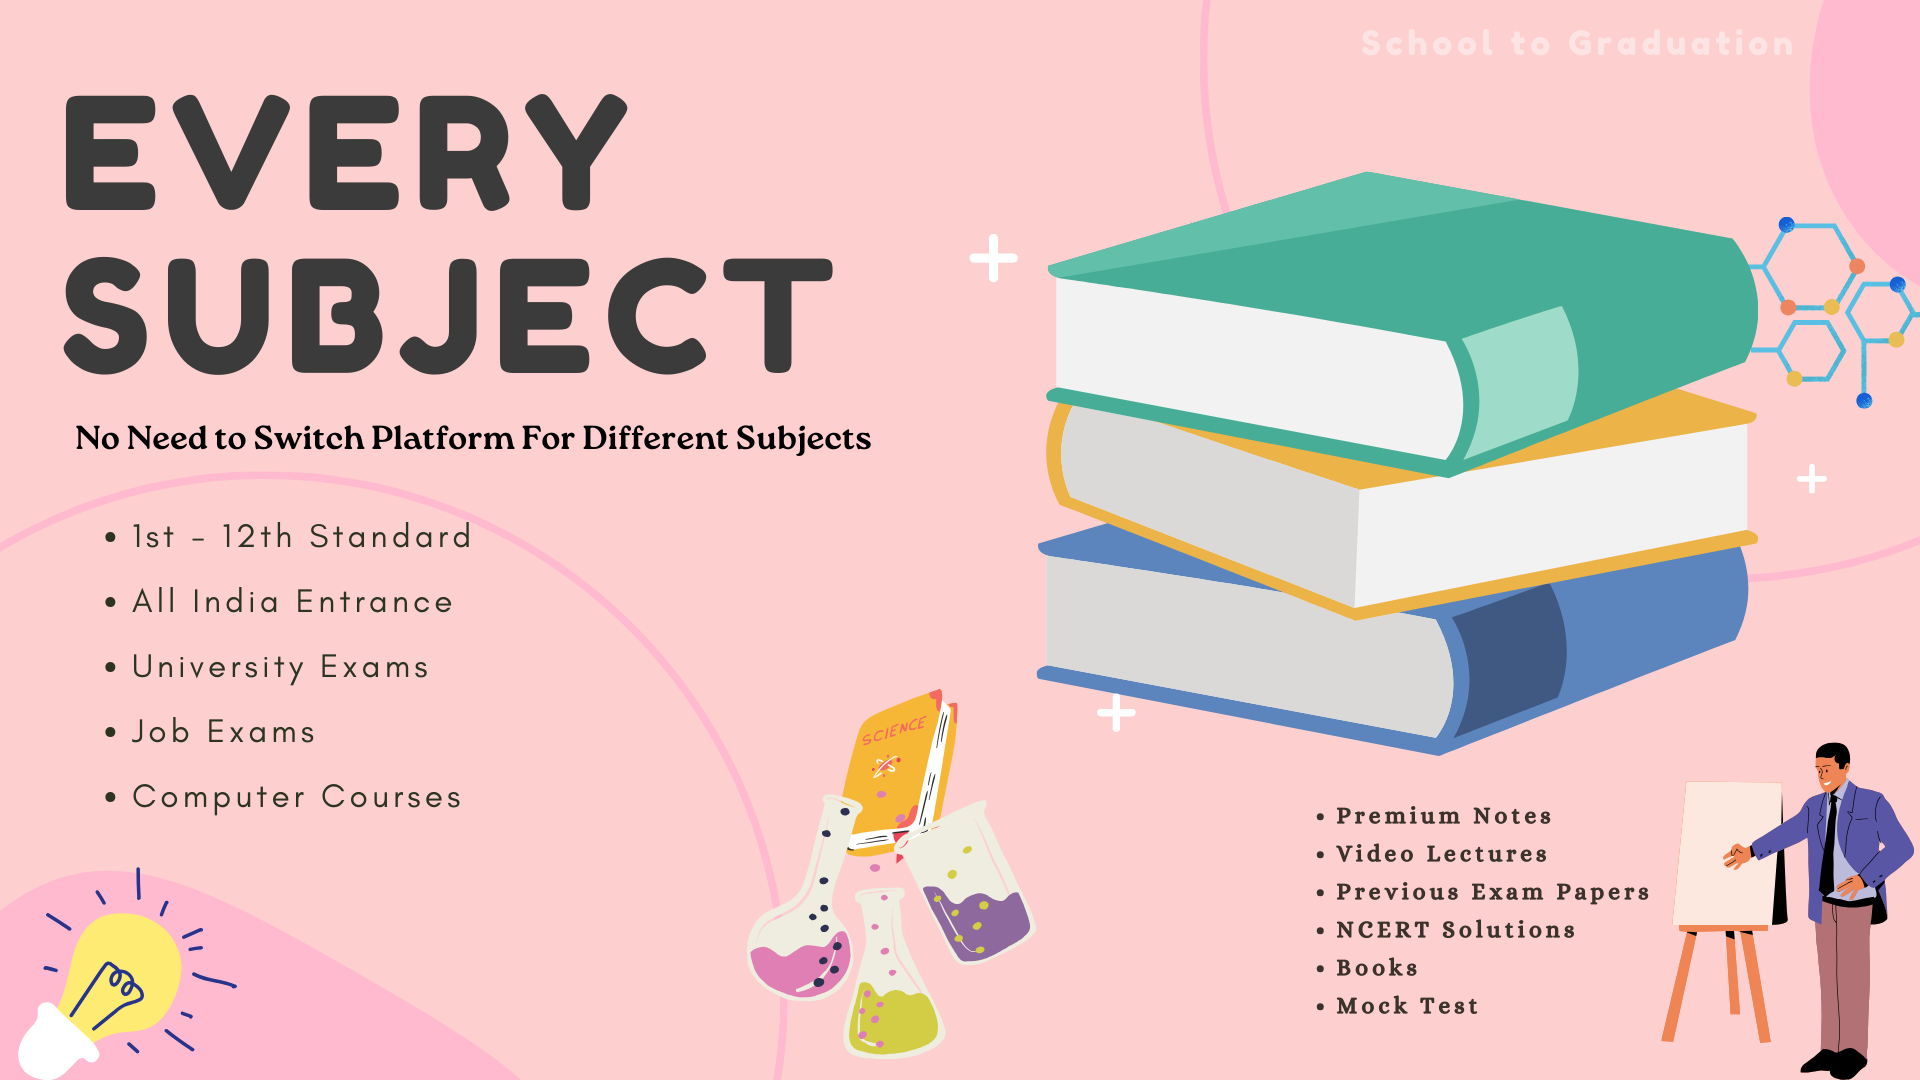 School to Graduation
EVERY
SUBJECT
No Need to Switch Platform For Different Subjects
• 1st - 12th Standard
• All India Entrance
• University Exams
• Job Exams
• Computer Courses
SCIENCE
• Premium Notes
• Video Lectures
• Previous Exam Papers
• NCERT Solutions
• Books
• Mock Test